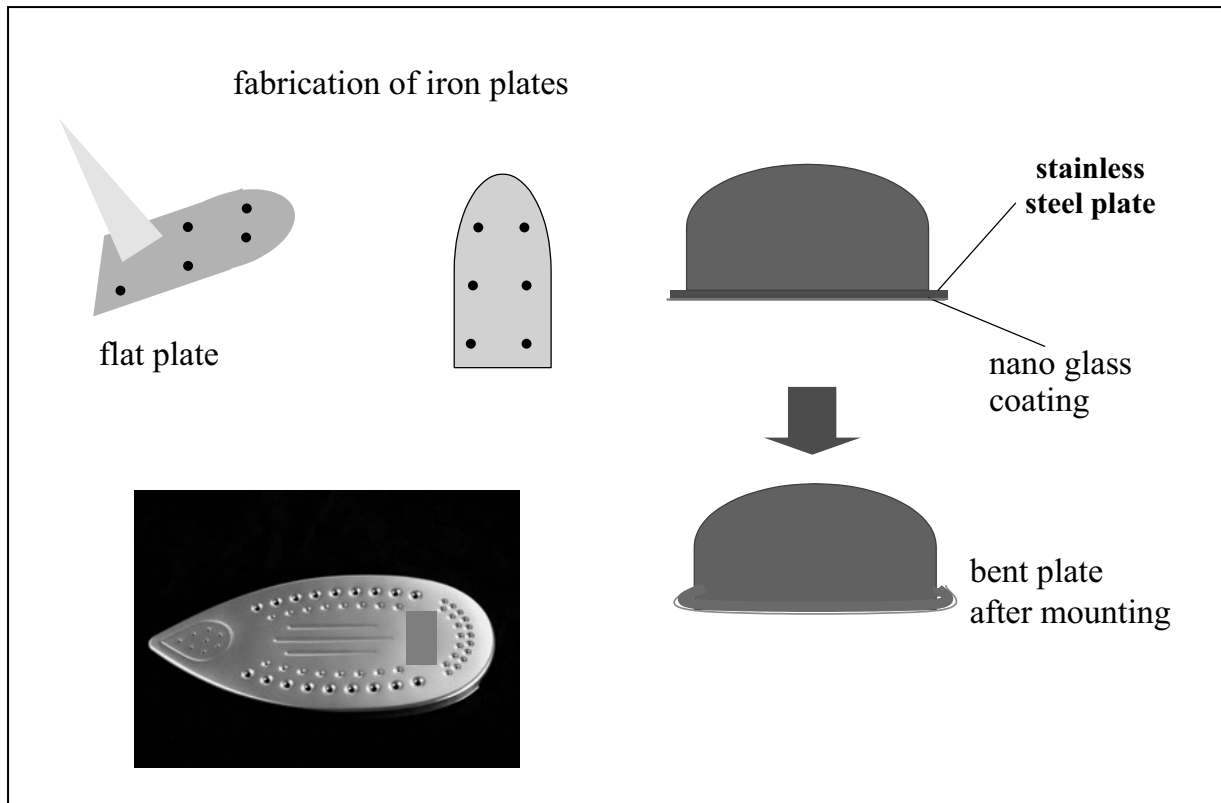 fabrication of iron plates
stainless
steel plate
flat plate
nano glass
coating
bent plate
after mounting